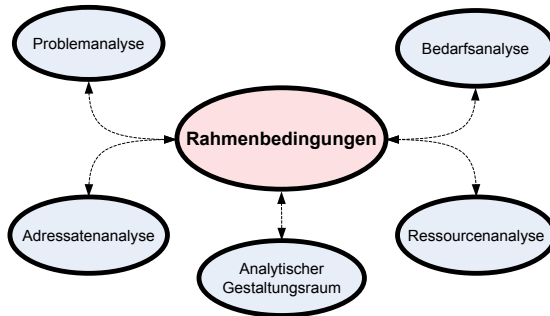 Problemanalyse
Bedarfsanalyse
Rahmenbedingungen
Adressatenanalyse
Ressourcenanalyse
Analytischer
Gestaltungsraum